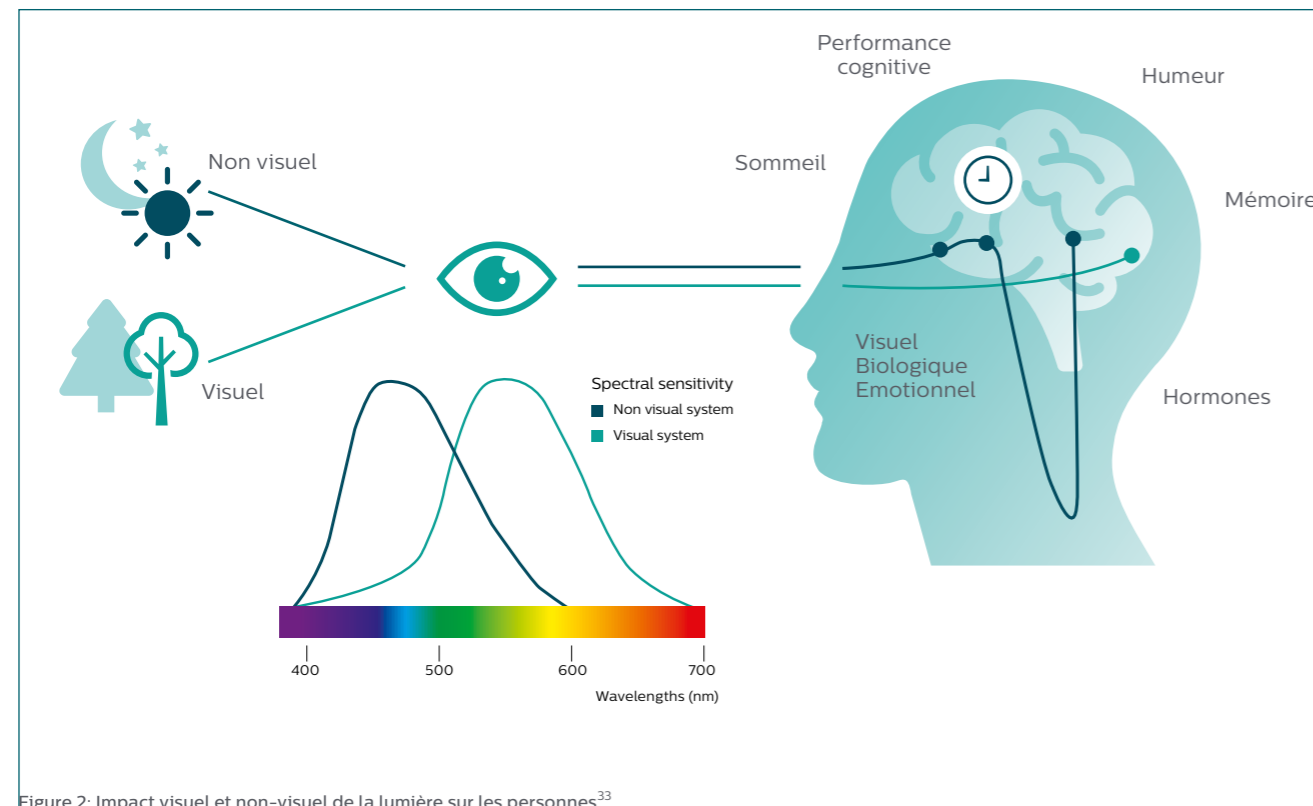 Performance
cognitive
Humeur
Non visuel
Sommeil
Mémoire
Visuel
Visuel
Biologique
Emotionnel
Hormones
Spectral sensitivity
Non visual system
Visual system
400
500
600
700
Wavelengths (nm)
Figure 2: Impact visuel et non-visuel de la lumière sur les personnes33